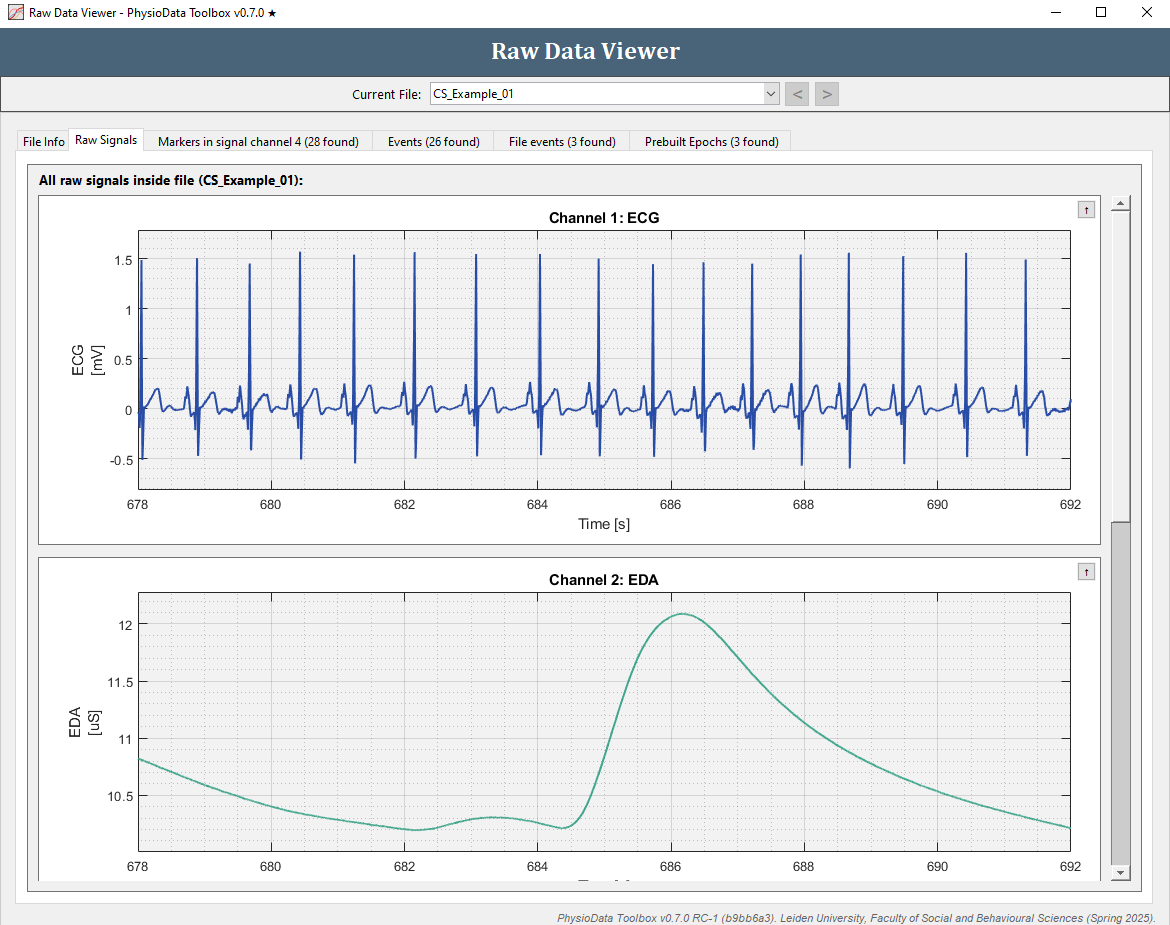 Raw Data Viewer - PhysioData Toolbox v0.7.0 ★
Raw Data Viewer
Current File: CS_Example_01 < >
File Info Raw Signals Markers in signal channel 4 (28 found) Events (26 found) File events (3 found) Prebuilt Epochs (3 found)
All raw signals inside file (CS_Example_01):
Channel 1: ECG
↑
ECG
[mV]
1.5
1
0.5
0
-0.5
678 680 682 684 686 688 690 692
Time [s]
Channel 2: EDA
↑
EDA
[uS]
12
11.5
11
10.5
678 680 682 684 686 688 690 692
PhysioData Toolbox v0.7.0 RC-1 (b9bb6a3). Leiden University, Faculty of Social and Behavioural Sciences (Spring 2025).